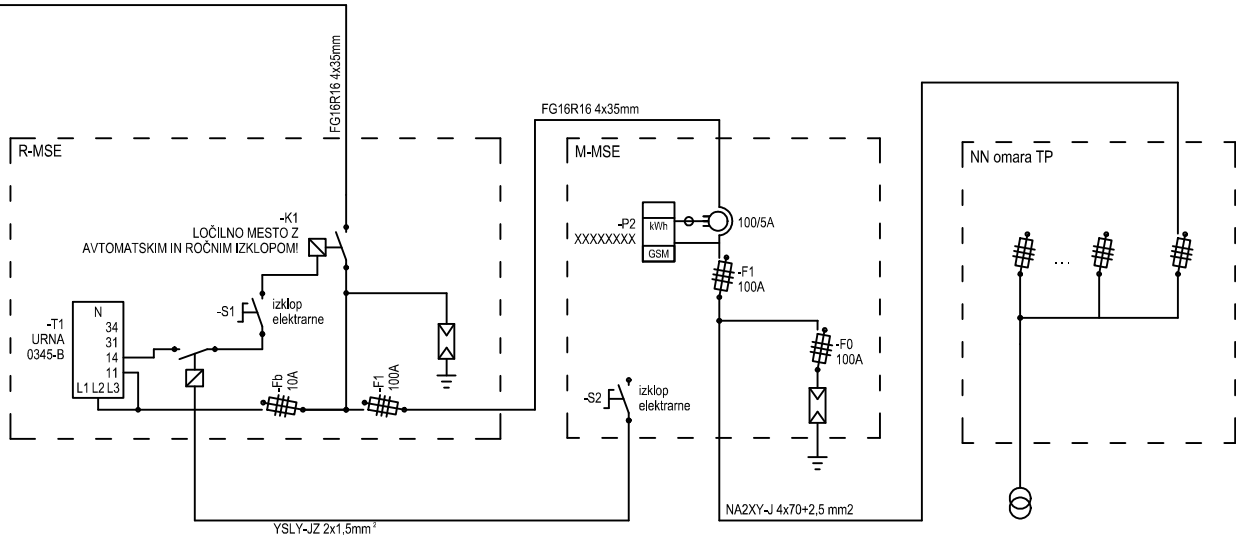 FG16R16 4x35mm
R-MSE
-K1
LOČILNO MESTO Z
AVTOMATSKIM IN ROČNIM IZKLOPOM!
-S1
izklop
elektrarne
-T1
URNA
0345-B
N
34
31
14
11
L1 L2 L3
-Fb
10A
-F1
100A
YSLY-JZ 2x1,5mm²
FG16R16 4x35mm
M-MSE
-P2
XXXXXXXX
kWh
GSM
100/5A
-F1
100A
-F0
100A
-S2
izklop
elektrarne
NA2XY-J 4x70+2,5 mm2
NN omara TP
...